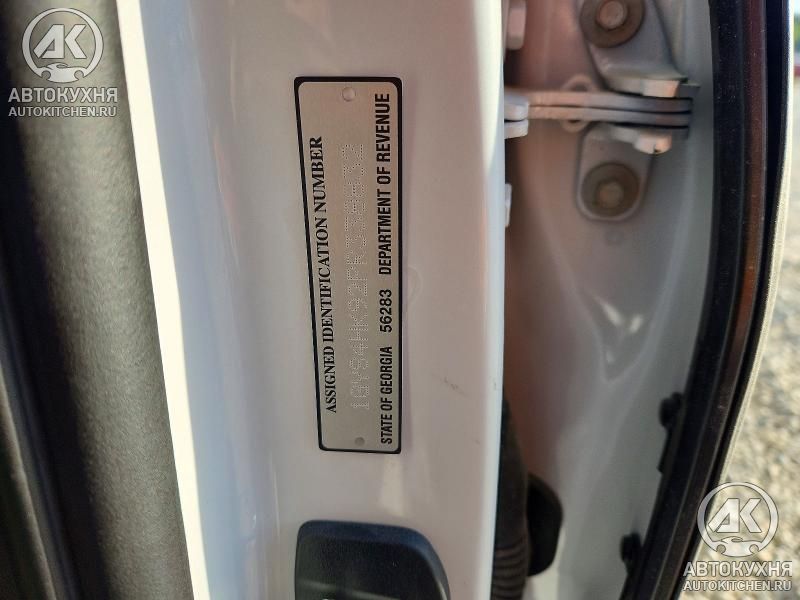 АВТОКУХНЯ
AUTOKITCHEN.RU
ASSIGNED IDENTIFICATION NUMBER
STATE OF GEORGIA 56283 DEPARTMENT OF REVENUE
АВТОКУХНЯ
AUTOKITCHEN.RU